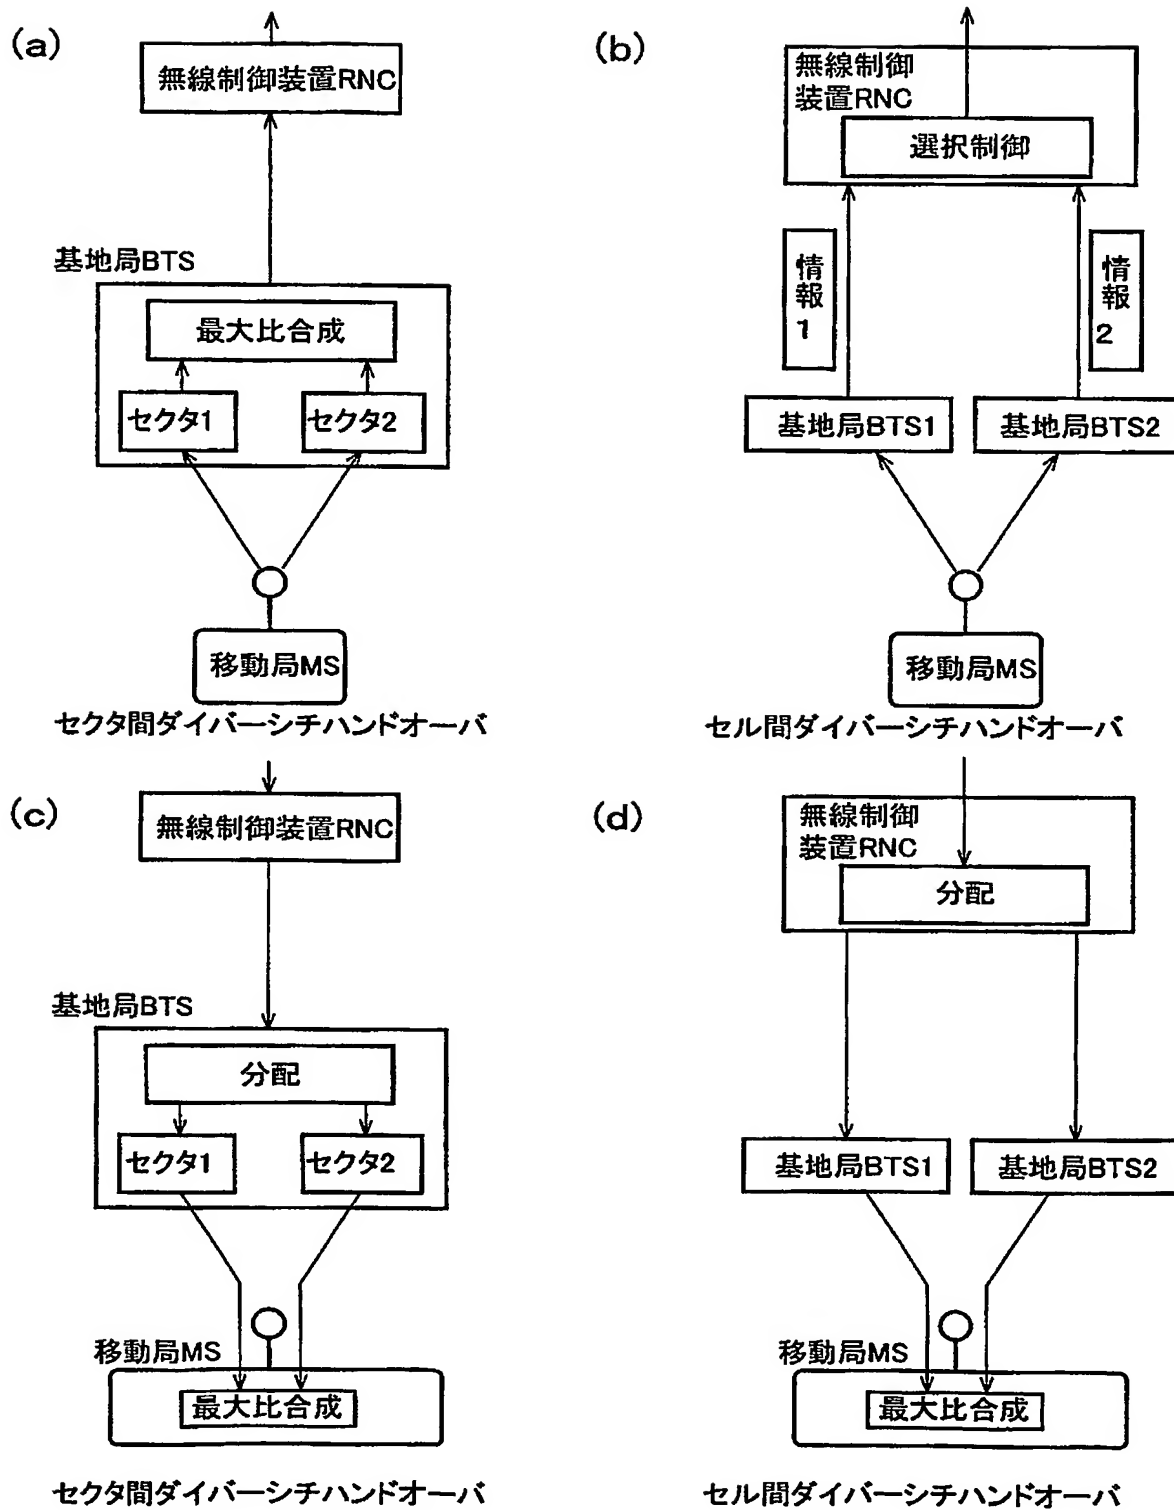 (a)
無線制御装置RNC
基地局BTS
最大比合成
セクタ1
セクタ2
移動局MS
セクタ間ダイバーシチハンドオーバ
(b)
無線制御
装置RNC
選択制御
情報1
情報2
基地局BTS1
基地局BTS2
移動局MS
セル間ダイバーシチハンドオーバ
(c)
無線制御装置RNC
基地局BTS
分配
セクタ1
セクタ2
移動局MS
最大比合成
セクタ間ダイバーシチハンドオーバ
(d)
無線制御
装置RNC
分配
基地局BTS1
基地局BTS2
移動局MS
最大比合成
セル間ダイバーシチハンドオーバ